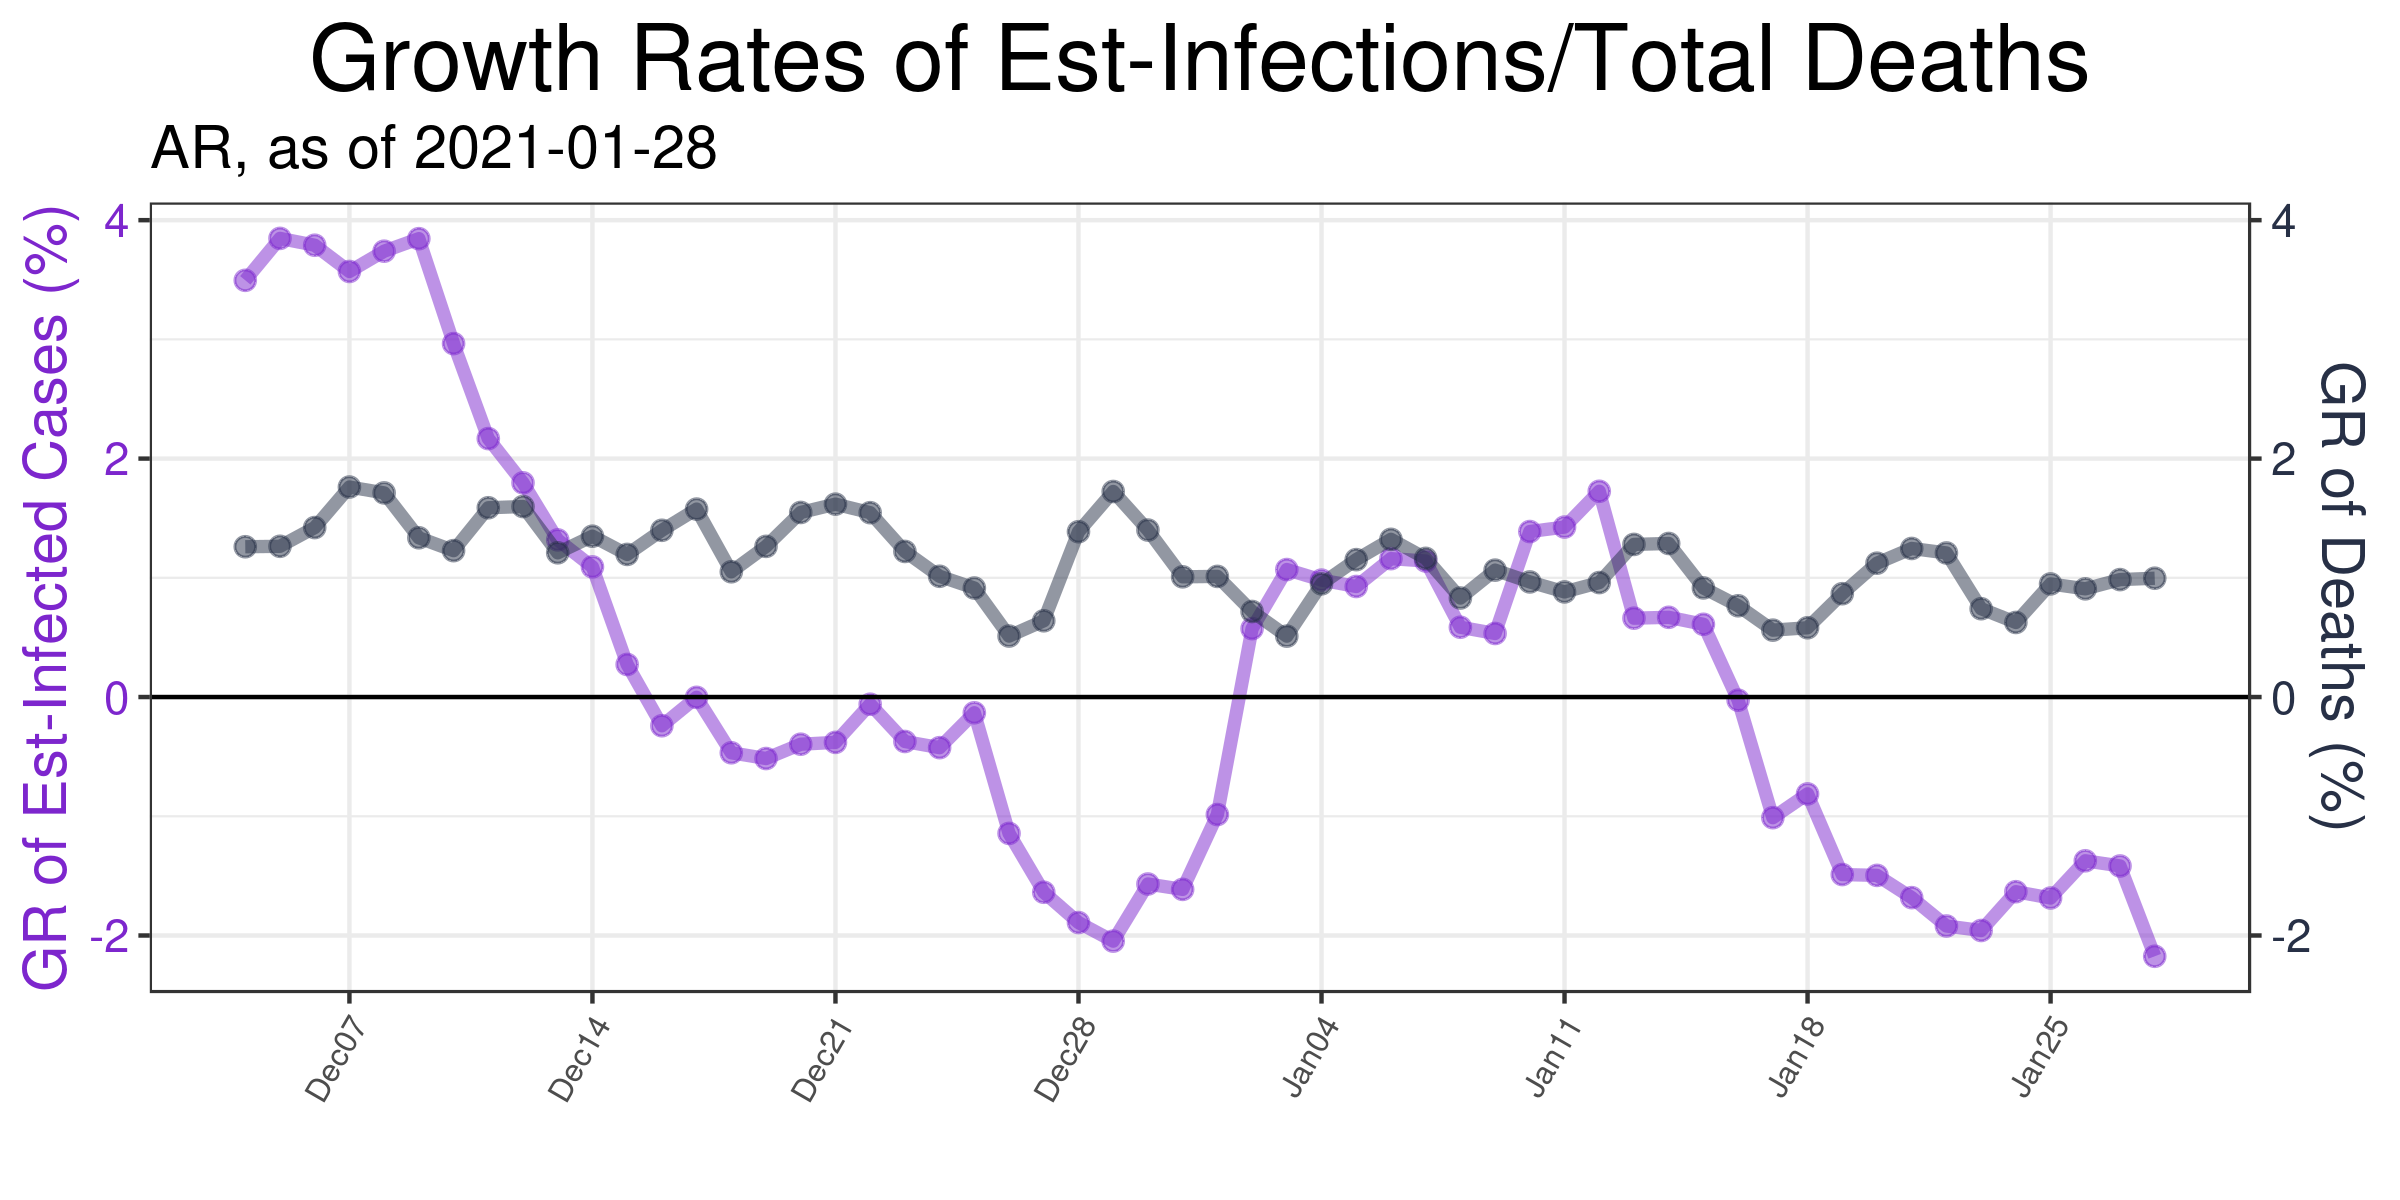 Growth Rates of Est-Infections/Total Deaths
AR, as of 2021-01-28
GR of Est-Infected Cases (%)
4
2
0
-2
4
2
0
-2
GR of Deaths (%)
Dec07
Dec14
Dec21
Dec28
Jan04
Jan11
Jan18
Jan25